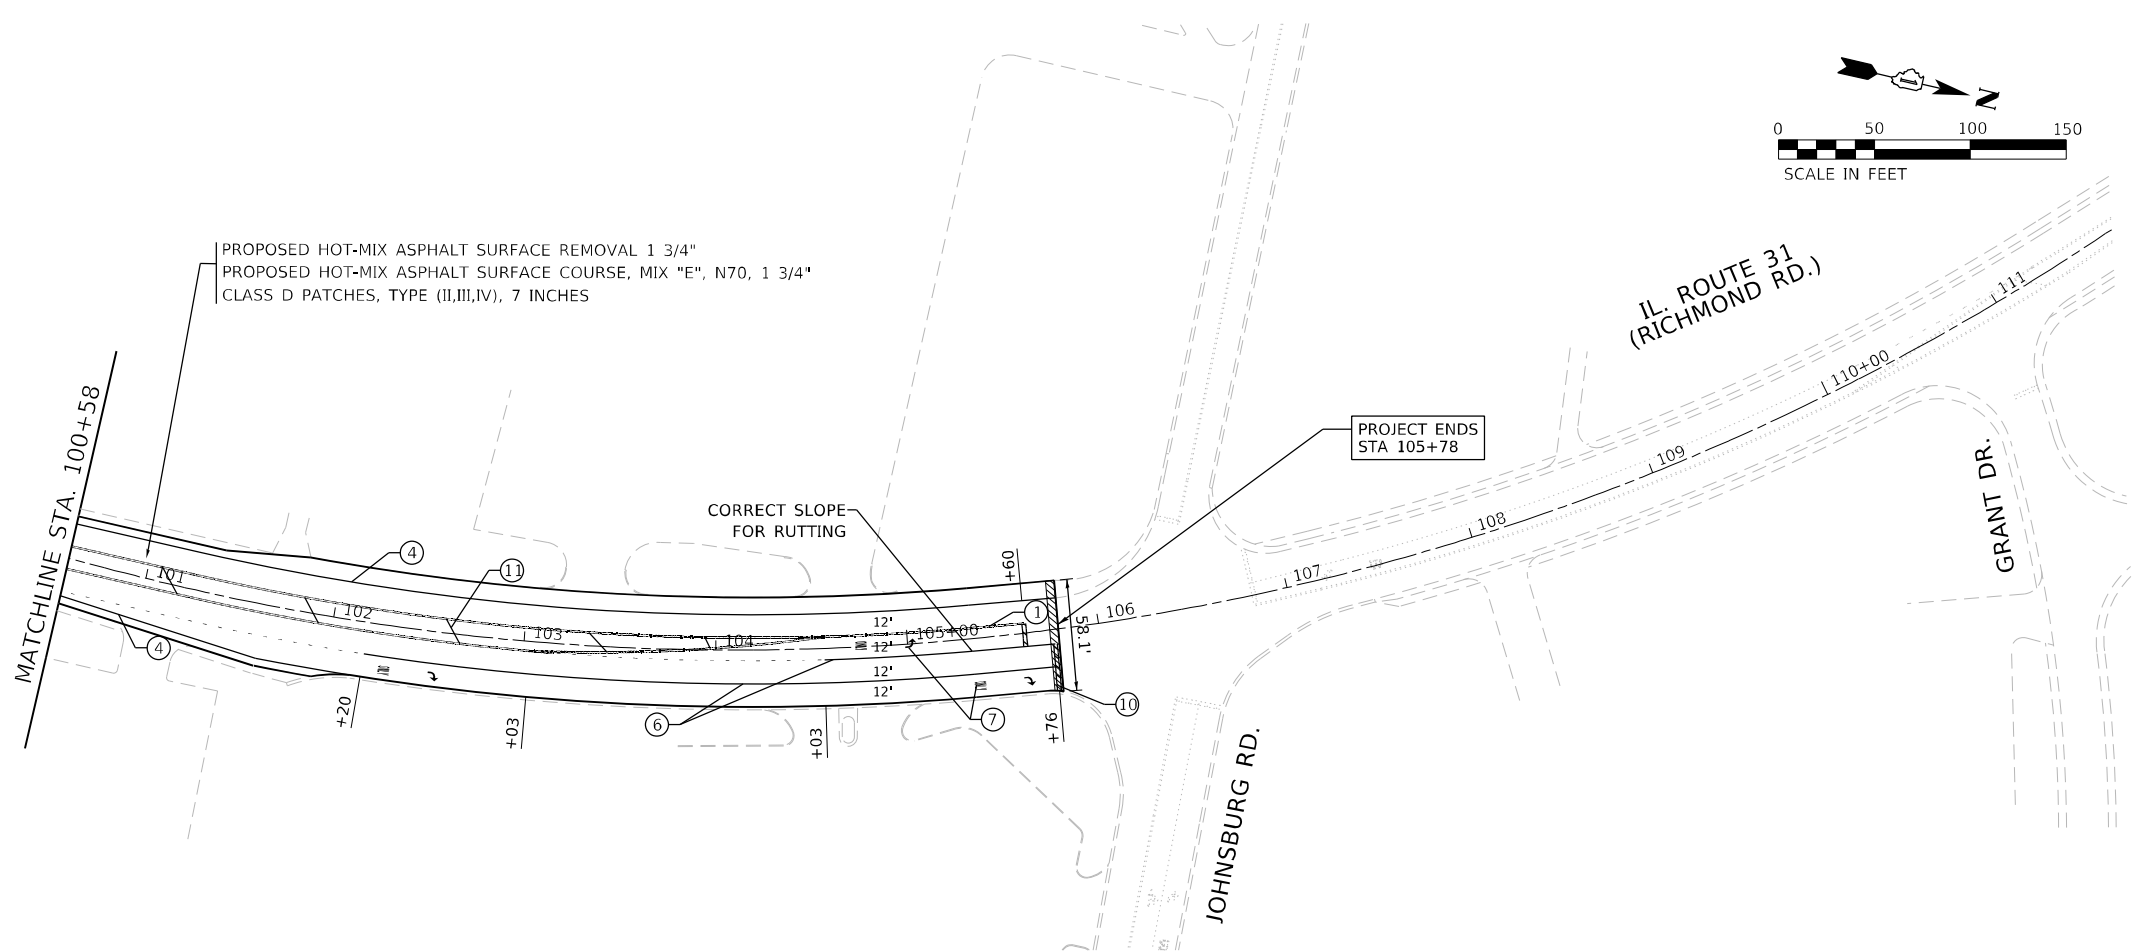 N
0 50 100 150
SCALE IN FEET
PROPOSED HOT-MIX ASPHALT SURFACE REMOVAL 1 3/4"
PROPOSED HOT-MIX ASPHALT SURFACE COURSE, MIX "E", N70, 1 3/4"
CLASS D PATCHES, TYPE (II,III,IV), 7 INCHES
IL. ROUTE 31
(RICHMOND RD.)
MATCHLINE STA. 100+58
PROJECT ENDS
STA 105+78
CORRECT SLOPE
FOR RUTTING
GRANT DR.
JOHNSBURG RD.
101
102
103
104
105+00
106
107
108
109
110+00
111
4
11
1
4
6
7
10
12'
12'
12'
12'
58.1'
+60
+20
+03
+03
+76